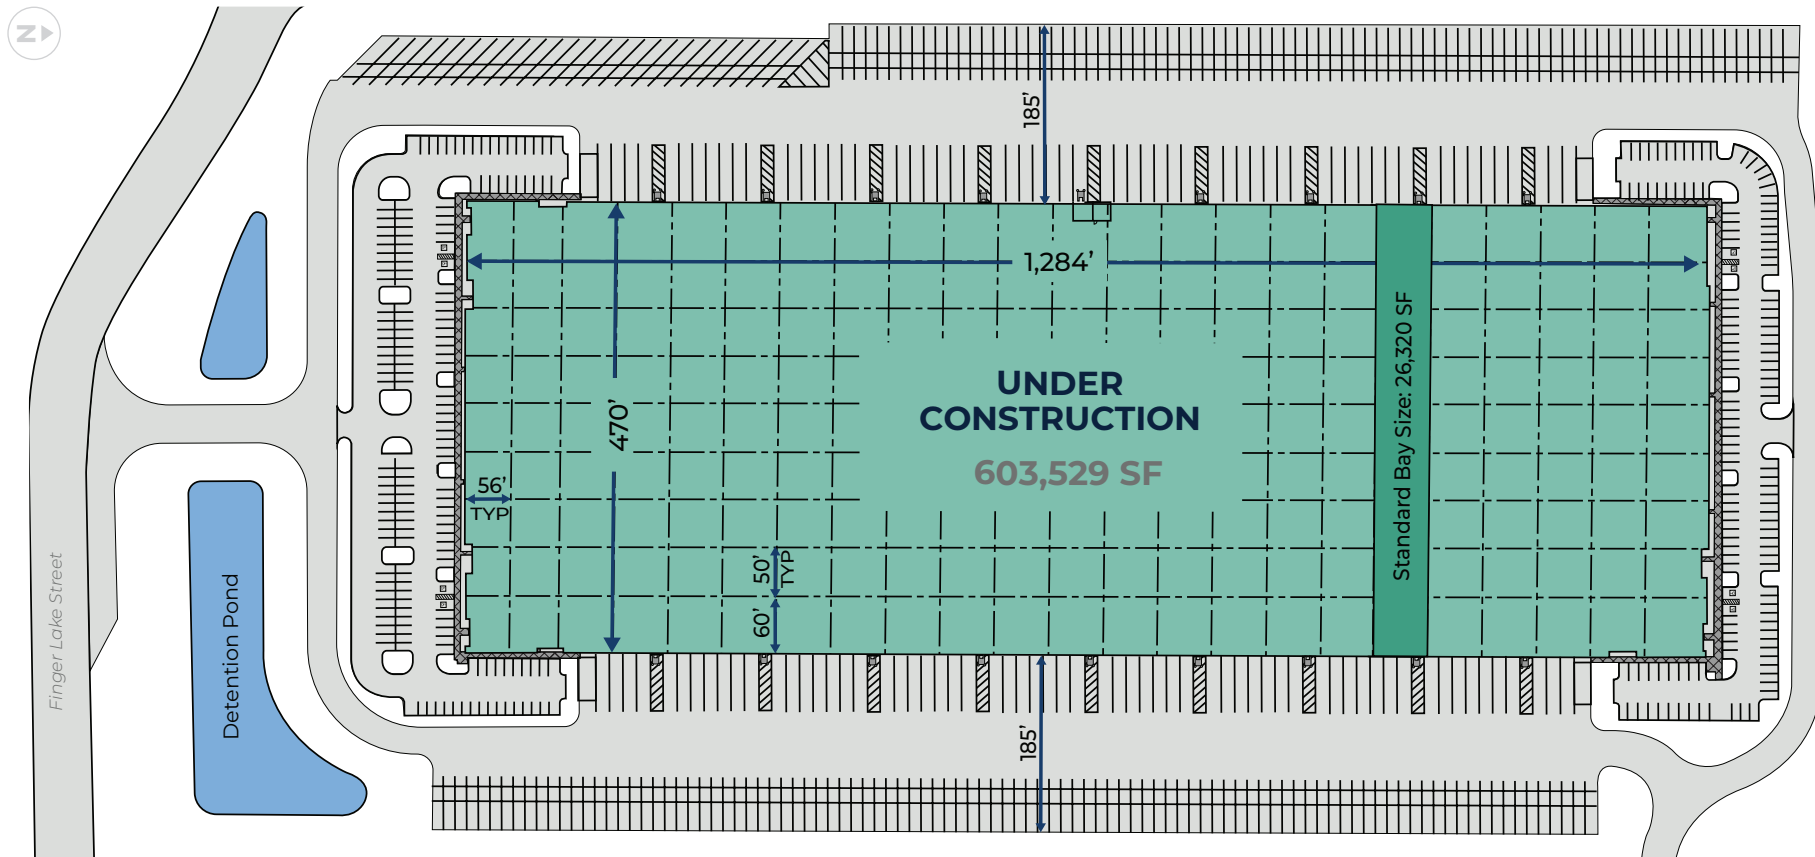 Z
185’
1,284’
UNDER
CONSTRUCTION
603,529 SF
470’
56’
TYP
50’
TYP
60’
Standard Bay Size: 26,320 SF
185’
Finger Lake Street
Detention Pond